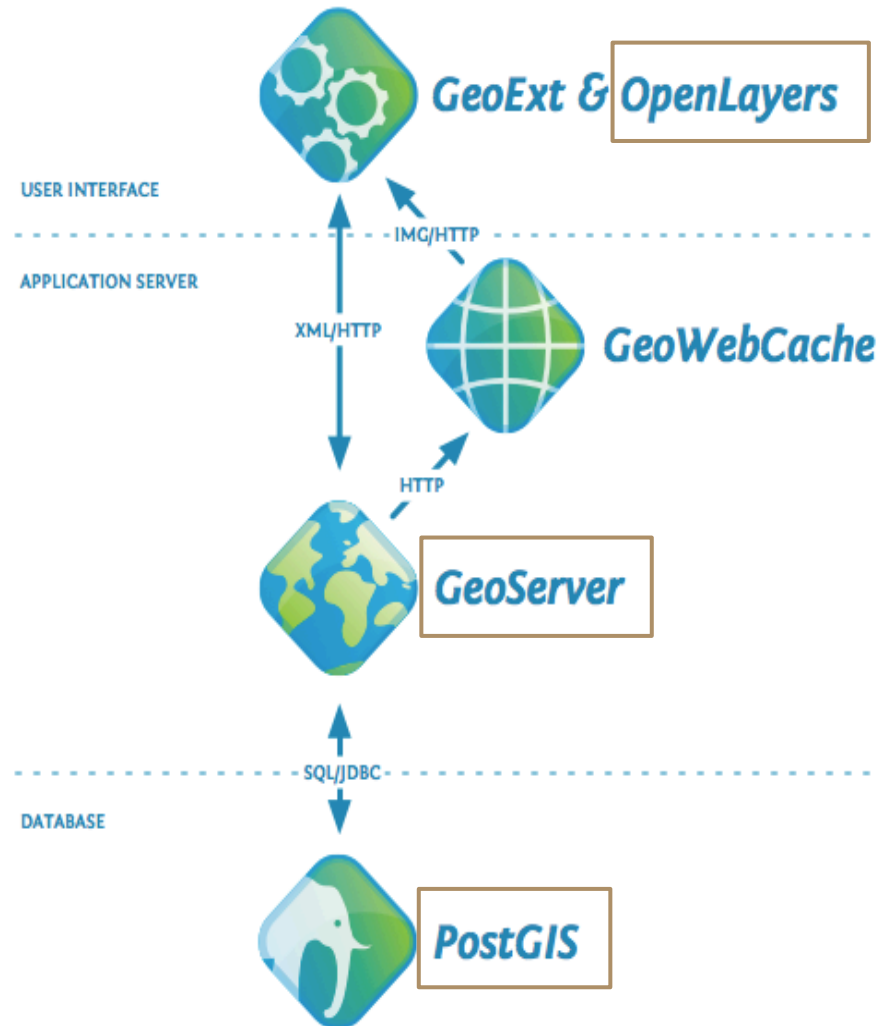 GeoExt & OpenLayers
USER INTERFACE
IMG/HTTP
APPLICATION SERVER
XML/HTTP
GeoWebCache
HTTP
GeoServer
SQL/JDBC
DATABASE
PostGIS